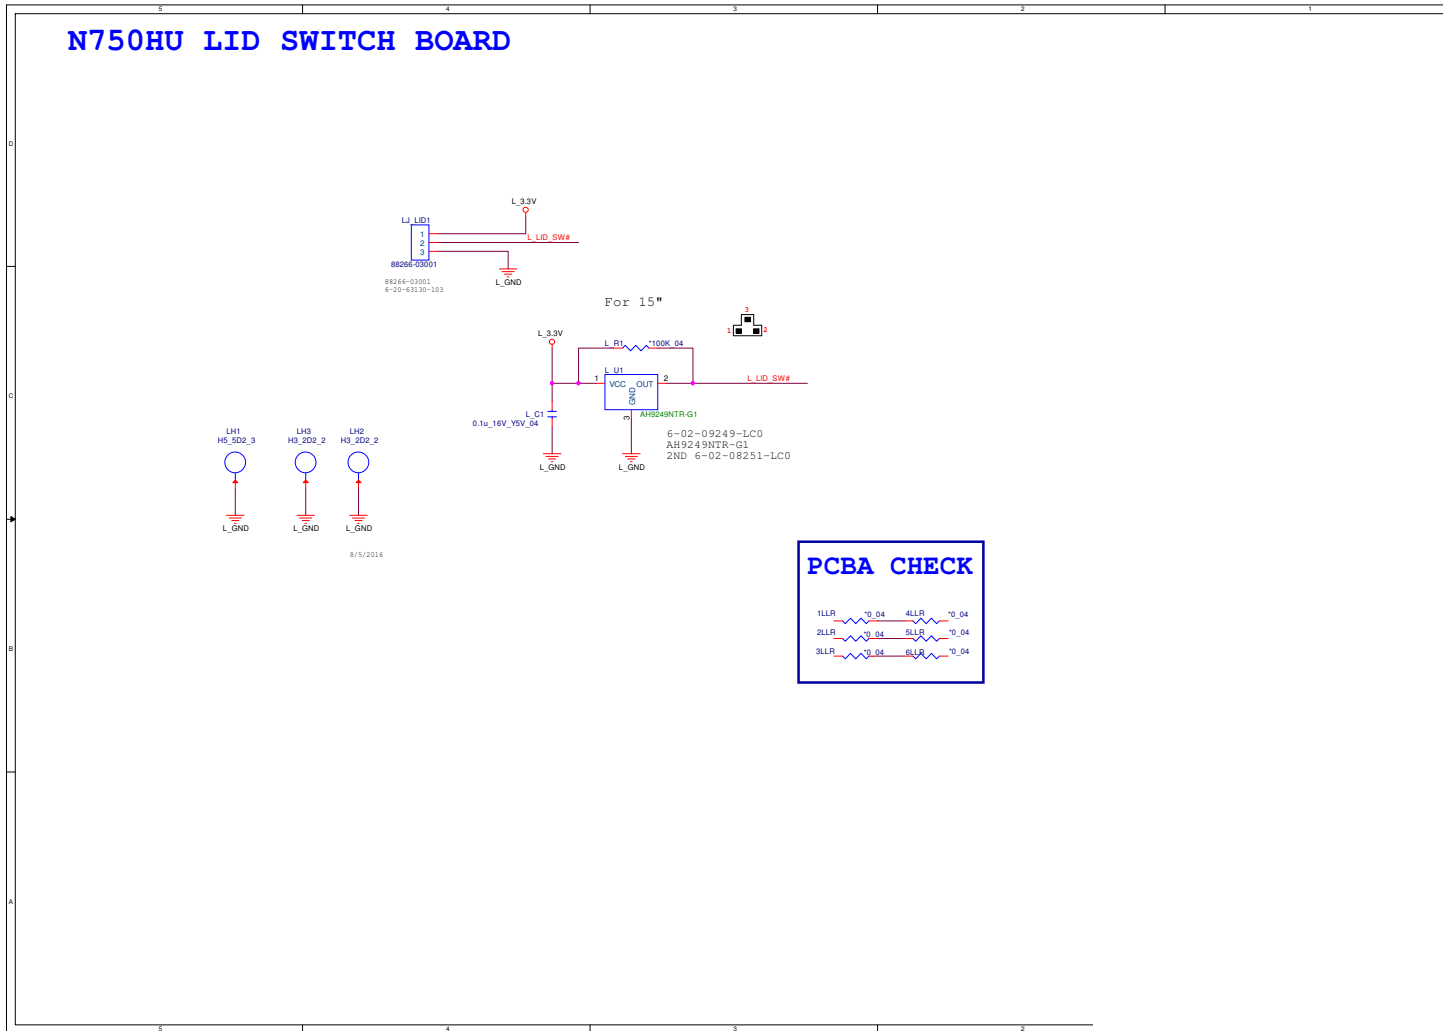 5 4 3 2 1
N750HU LID SWITCH BOARD
D
L_3.3V
LJ_LID1
1
2
3
L_LID_SW#
88266-03001
88266-03001
6-20-63130-103
L_GND
For 15"
3
1 2
L_3.3V
L_R1 *100K_04
L_U1
1 VCC OUT 2
GND
3
L_LID_SW#
C
L_C1
0.1u_16V_Y5V_04
AH9249NTR-G1
6-02-09249-LC0
AH9249NTR-G1
2ND 6-02-08251-LC0
L_GND L_GND
LH1 LH3 LH2
H5_5D2_3 H3_2D2_2 H3_2D2_2
L_GND L_GND L_GND
8/5/2016
PCBA CHECK
1LLR *0_04 4LLR *0_04
2LLR *0_04 5LLR *0_04
3LLR *0_04 6LLR *0_04
B
A
5 4 3 2